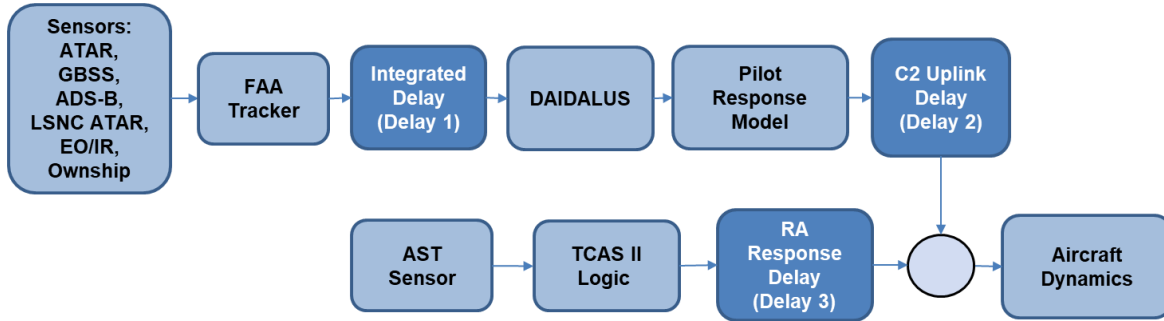 Sensors:
ATAR,
GBSS,
ADS-B,
LSNC ATAR,
EO/IR,
Ownship
FAA
Tracker
Integrated
Delay
(Delay 1)
DAIDALUS
Pilot
Response
Model
C2 Uplink
Delay
(Delay 2)
AST
Sensor
TCAS II
Logic
RA
Response
Delay
(Delay 3)
Aircraft
Dynamics